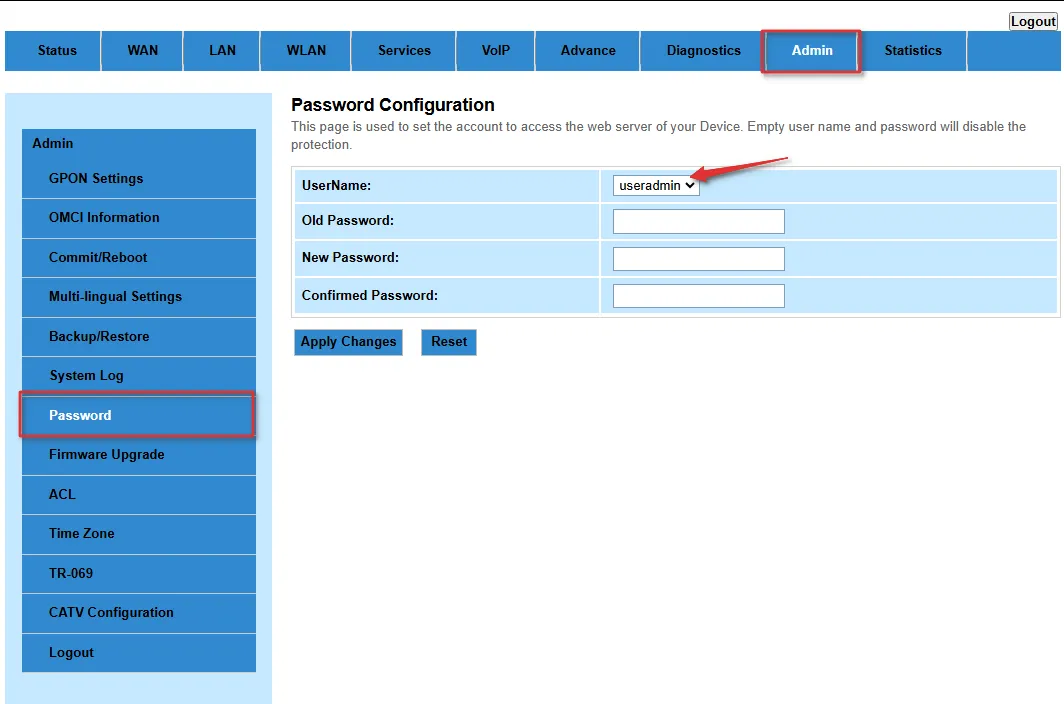 Logout
Status WAN LAN WLAN Services VoIP Advance Diagnostics Admin Statistics
Admin
GPON Settings
OMCI Information
Commit/Reboot
Multi-lingual Settings
Backup/Restore
System Log
Password
Firmware Upgrade
ACL
Time Zone
TR-069
CATV Configuration
Logout
Password Configuration
This page is used to set the account to access the web server of your Device. Empty user name and password will disable the
protection.
UserName: useradmin
Old Password:
New Password:
Confirmed Password:
Apply Changes Reset